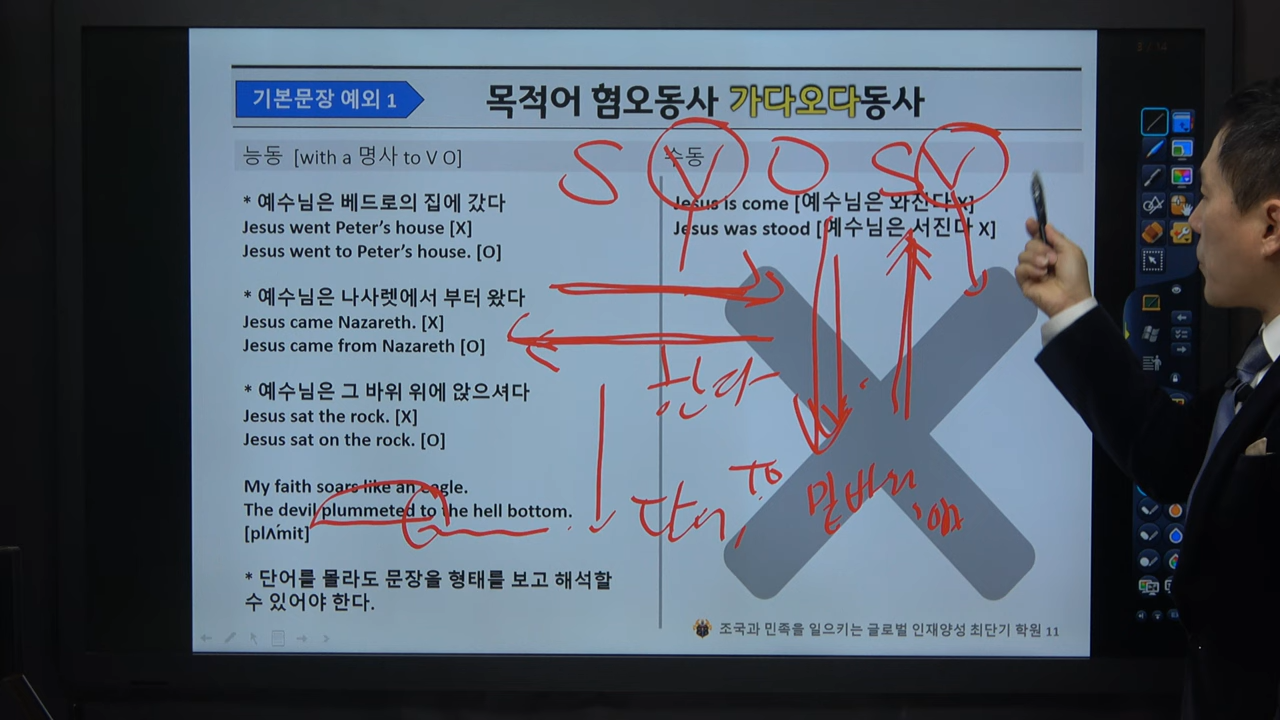 기본문장 예외 1
목적어 혐오동사 가다오다동사
능동 [with a 명사 to V O]
수동
S V O S V
* 예수님은 베드로의 집에 갔다
Jesus went Peter's house [X]
Jesus went to Peter's house. [O]
* 예수님은 나사렛에서 부터 왔다
Jesus came Nazareth. [X]
Jesus came from Nazareth [O]
* 예수님은 그 바위 위에 앉으셔다
Jesus sat the rock. [X]
Jesus sat on the rock. [O]
My faith soars like an eagle.
The devil plummeted to the hell bottom.
[plʌ́mit]
* 단어를 몰라도 문장을 형태를 보고 해석할
수 있어야 한다.
Jesus is come [예수님은 와진다 X]
Jesus was stood [예수님은 서진다 X]
한다
단어,
TO
조국과 민족을 일으키는 글로벌 인재양성 최단기 학원 11